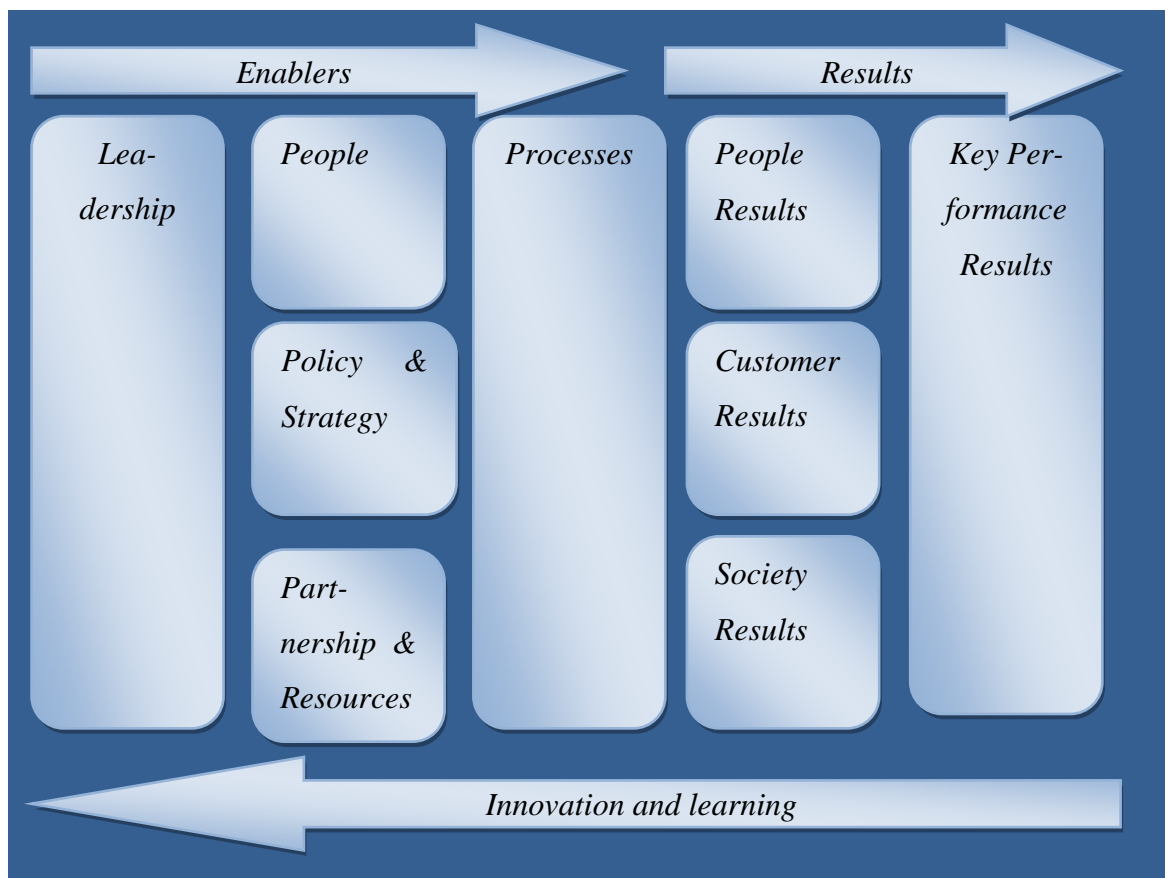 Enablers
Results
Lea-
dership
People
Processes
People
Results
Key Per-
formance
Results
Policy &
Strategy
Customer
Results
Part-
nership &
Resources
Society
Results
Innovation and learning